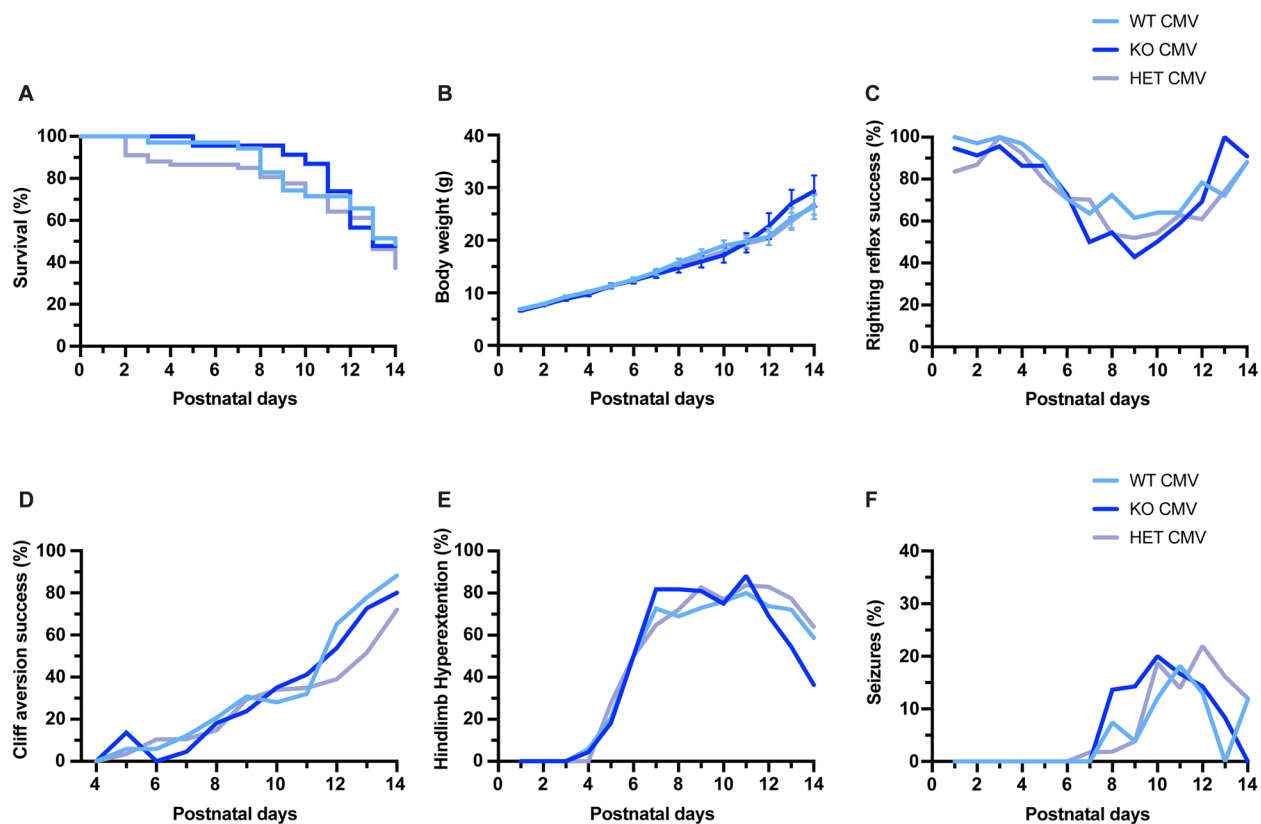 WT CMV
KO CMV
HET CMV
A
B
C
Survival (%)
100
80
60
40
20
0
0 2 4 6 8 10 12 14
Postnatal days
Body weight (g)
40
30
20
10
0
0 2 4 6 8 10 12 14
Postnatal days
Righting reflex success (%)
100
80
60
40
20
0
0 2 4 6 8 10 12 14
Postnatal days
D
E
F
WT CMV
KO CMV
HET CMV
Cliff aversion success (%)
100
80
60
40
20
0
4 6 8 10 12 14
Postnatal days
Hindlimb Hyperextention (%)
100
80
60
40
20
0
0 2 4 6 8 10 12 14
Postnatal days
Seizures (%)
40
30
20
10
0
0 2 4 6 8 10 12 14
Postnatal days